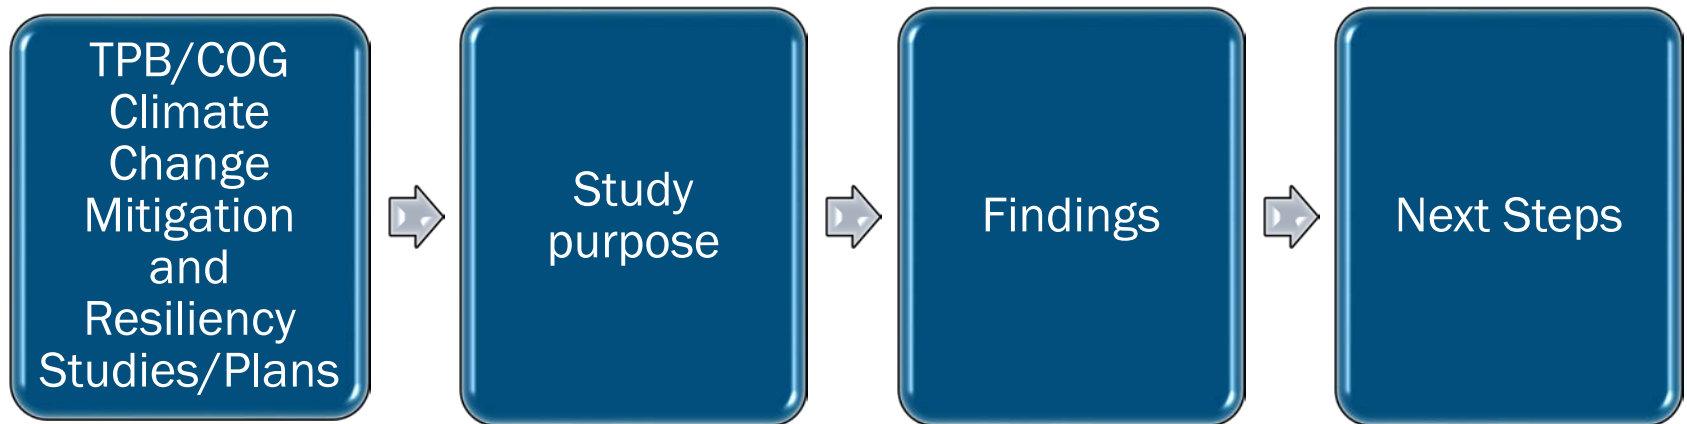 TPB/COG
Climate
Change
Mitigation
and
Resiliency
Studies/Plans
Study
purpose
Findings
Next Steps